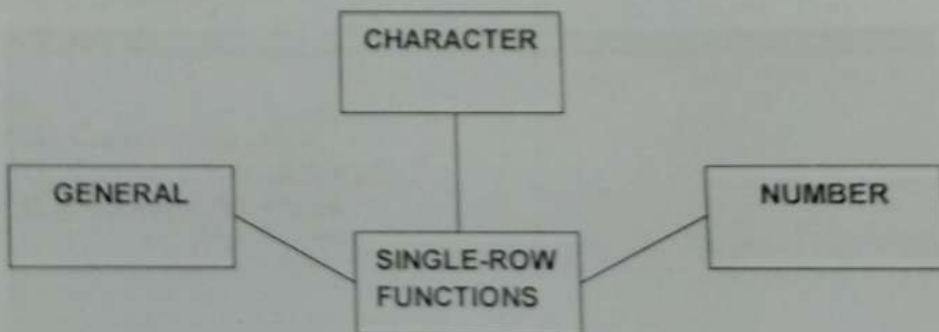 CHARACTER
GENERAL
NUMBER
SINGLE-ROW
FUNCTIONS